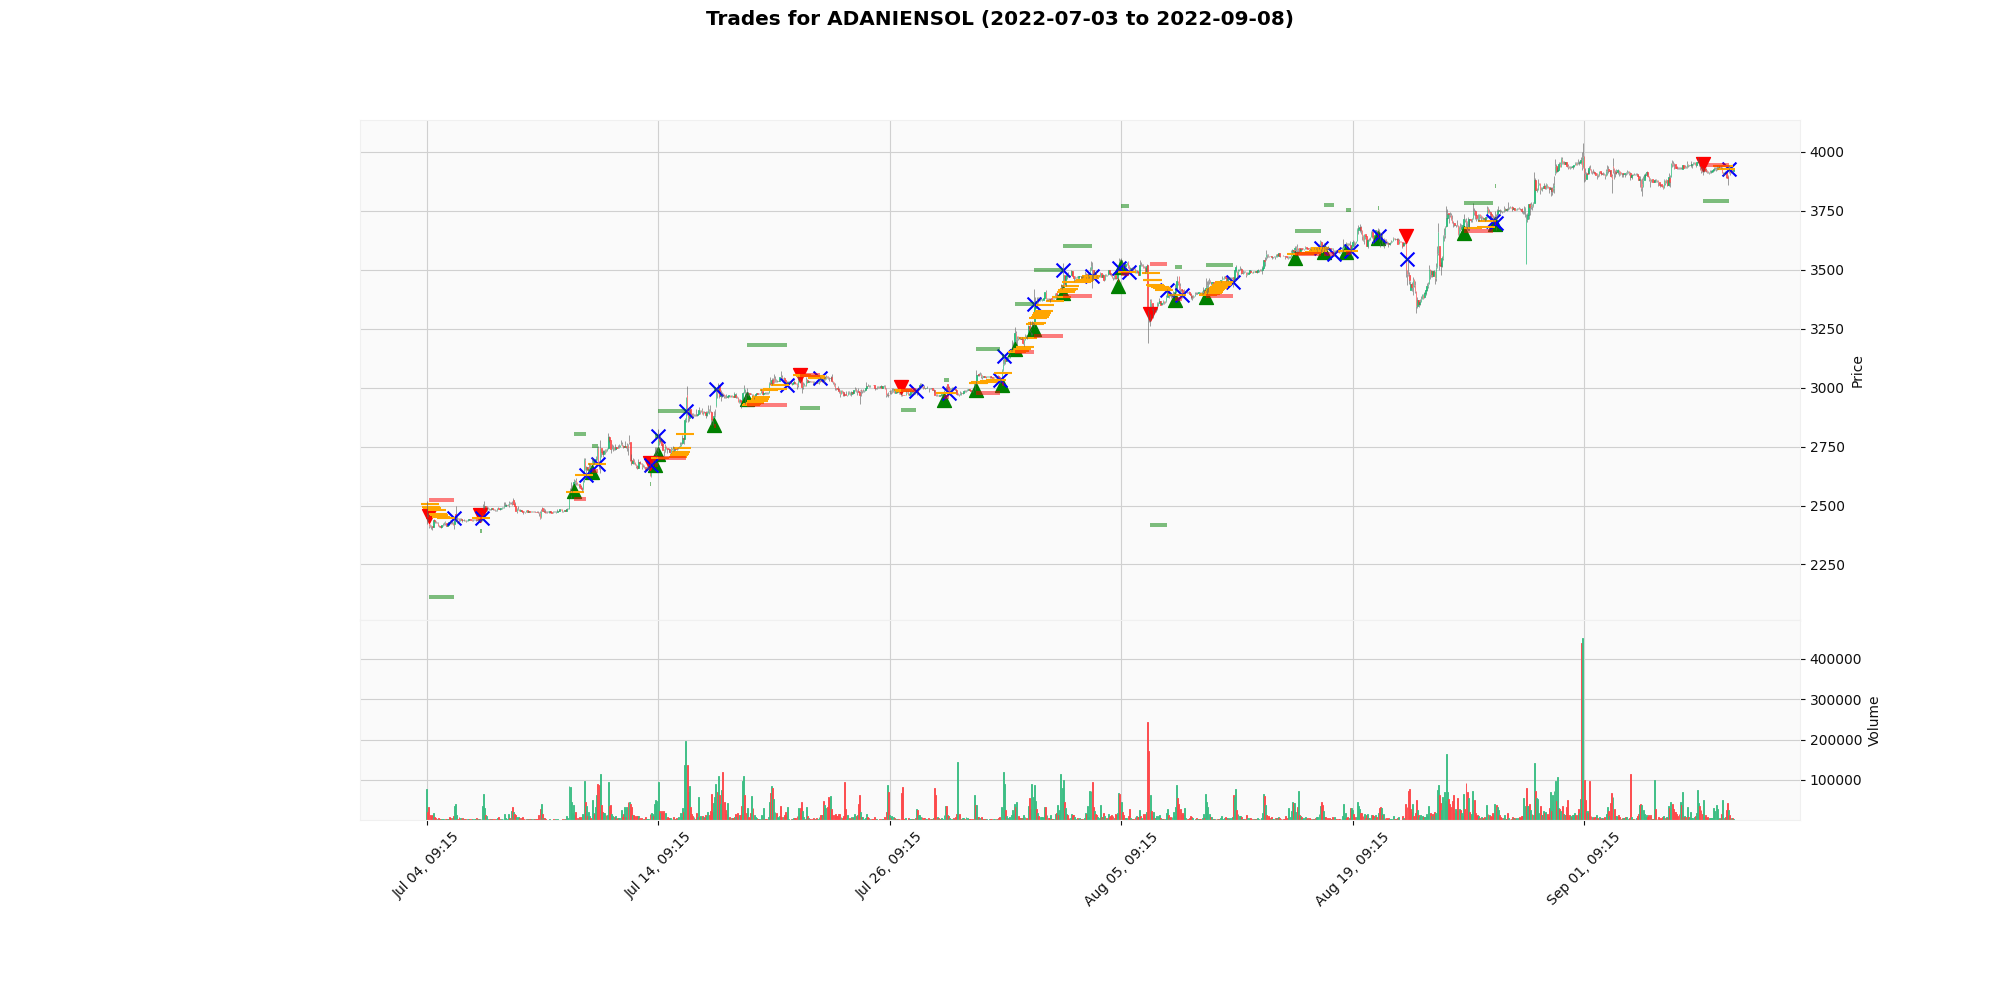 Trades for ADANIENSOL (2022-07-03 to 2022-09-08)
4000
3750
3500
3250
3000
2750
2500
2250
Price
400000
300000
200000
100000
Volume
Jul 04, 09:15
Jul 14, 09:15
Jul 26, 09:15
Aug 05, 09:15
Aug 19, 09:15
Sep 01, 09:15